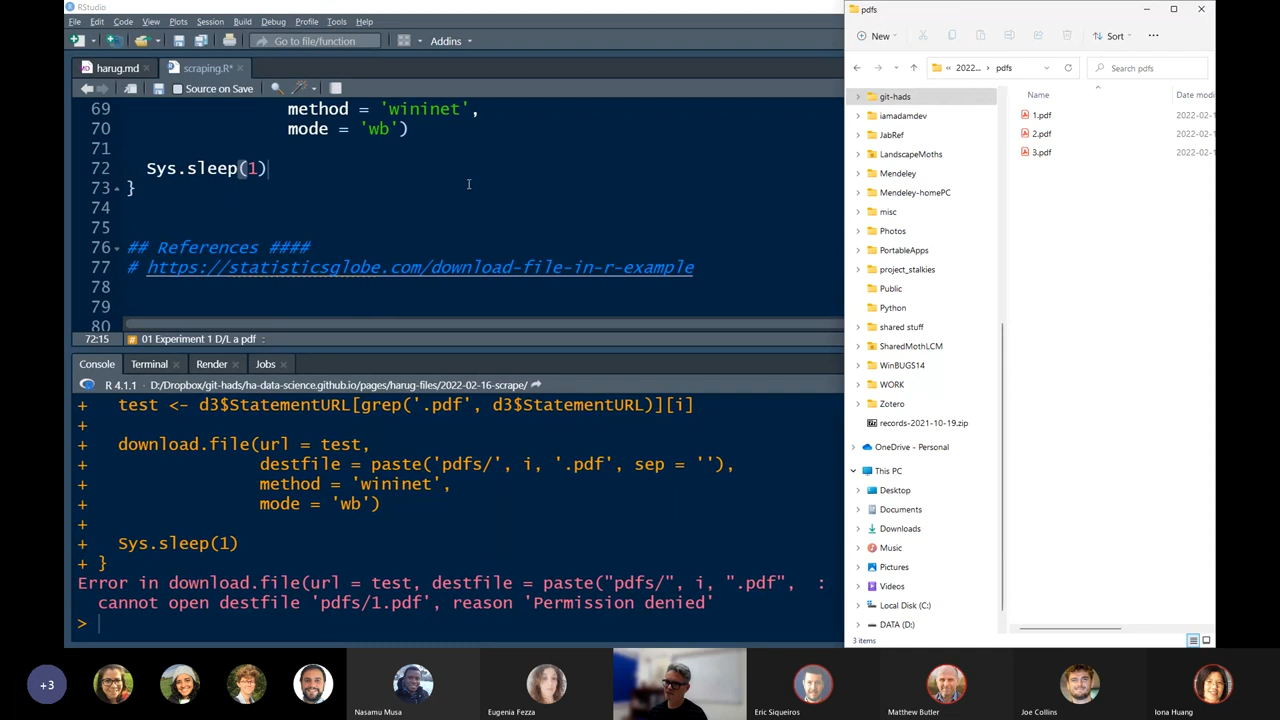 RStudio
File Edit Code View Plots Session Build Debug Profile Tools Help
Go to file/function Addins
harug.md scraping.R*
Source on Save
69 method = 'wininet',
70 mode = 'wb')
71
72 Sys.sleep(1)
73 }
74
75
76 ## References ####
77 # https://statisticsglobe.com/download-file-in-r-example
78
79
80
72:15 01 Experiment 1 D/L a pdf
Console Terminal Render Jobs
R 4.1.1 · D:/Dropbox/git-hads/ha-data-science.github.io/pages/harug-files/2022-02-16-scrape/
+ test <- d3$StatementURL[grep('.pdf', d3$StatementURL)][i]
+
+ download.file(url = test,
+ destfile = paste('pdfs/', i, '.pdf', sep = ''),
+ method = 'wininet',
+ mode = 'wb')
+
+ Sys.sleep(1)
+ }
Error in download.file(url = test, destfile = paste("pdfs/", i, ".pdf", :
cannot open destfile 'pdfs/1.pdf', reason 'Permission denied'
>
pdfs
New Sort ...
« 2022... > pdfs Search pdfs
Name Date modi
1.pdf 2022-02-1
2.pdf 2022-02-1
3.pdf 2022-02-1
git-hads
iamadamdev
JabRef
LandscapeMoths
Mendeley
Mendeley-homePC
misc
Photos
PortableApps
project_stalkies
Public
Python
shared stuff
SharedMothLCM
WinBUGS14
WORK
Zotero
records-2021-10-19.zip
OneDrive - Personal
This PC
Desktop
Documents
Downloads
Music
Pictures
Videos
Local Disk (C:)
DATA (D:)
3 items
+3
Nasamu Musa
Eugenia Fezza
Eric Siqueiros
Matthew Butler
Joe Collins
Iona Huang